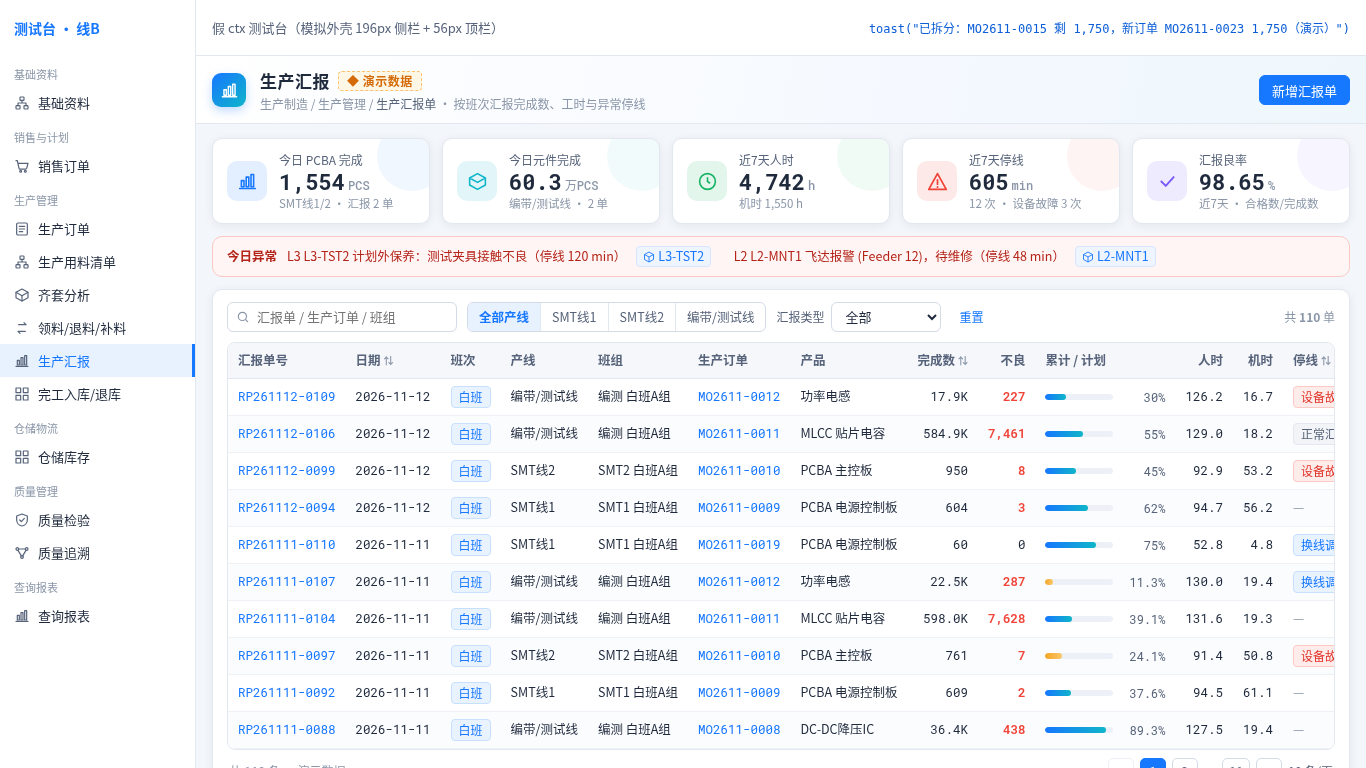 测试台 • 线B
假 ctx 测试台（模拟外壳 196px 侧栏 + 56px 顶栏）
toast("已拆分: MO2611-0015 剩 1,750, 新订单 MO2611-0023 1,750（演示）")
基础资料
基础资料
销售与计划
销售订单
生产管理
生产订单
生产用料清单
齐套分析
领料/退料/补料
生产汇报
完工入库/退库
仓储物流
仓储库存
质量管理
质量检验
质量追溯
查询报表
查询报表
生产汇报 ◆ 演示数据
生产制造 / 生产管理 / 生产汇报单 • 按班次汇报完成数、工时与异常停线
新增汇报单
今日 PCBA 完成
1,554 PCS
SMT线1/2 • 汇报 2 单
今日元件完成
60.3 万PCS
编带/测试线 • 2 单
近7天人时
4,742 h
机时 1,550 h
近7天停线
605 min
12 次 • 设备故障 3 次
汇报良率
98.65 %
近7天 • 合格数/完成数
今日异常 L3 L3-TST2 计划外保养：测试夹具接触不良（停线 120 min） L3-TST2 L2 L2-MNT1 飞达报警 (Feeder 12)，待维修（停线 48 min） L2-MNT1
汇报单 / 生产订单 / 班组 全部产线 SMT线1 SMT线2 编带/测试线 汇报类型 全部 重置 共 110 单
汇报单号 日期 班次 产线 班组 生产订单 产品 完成数 不良 累计 / 计划 人时 机时 停线
RP261112-0109 2026-11-12 白班 编带/测试线 编测 白班A组 MO2611-0012 功率电感 17.9K 227 30% 126.2 16.7 设备故
RP261112-0106 2026-11-12 白班 编带/测试线 编测 白班A组 MO2611-0011 MLCC 贴片电容 584.9K 7,461 55% 129.0 18.2 正常汇
RP261112-0099 2026-11-12 白班 SMT线2 SMT2 白班A组 MO2611-0010 PCBA 主控板 950 8 45% 92.9 53.2 设备故
RP261112-0094 2026-11-12 白班 SMT线1 SMT1 白班A组 MO2611-0009 PCBA 电源控制板 604 3 62% 94.7 56.2 —
RP261111-0110 2026-11-11 白班 SMT线1 SMT1 白班A组 MO2611-0019 PCBA 电源控制板 60 0 75% 52.8 4.8 换线调
RP261111-0107 2026-11-11 白班 编带/测试线 编测 白班A组 MO2611-0012 功率电感 22.5K 287 11.3% 130.0 19.4 换线调
RP261111-0104 2026-11-11 白班 编带/测试线 编测 白班A组 MO2611-0011 MLCC 贴片电容 598.0K 7,628 39.1% 131.6 19.3 —
RP261111-0097 2026-11-11 白班 SMT线2 SMT2 白班A组 MO2611-0010 PCBA 主控板 761 7 24.1% 91.4 50.8 设备故
RP261111-0092 2026-11-11 白班 SMT线1 SMT1 白班A组 MO2611-0009 PCBA 电源控制板 609 2 37.6% 94.5 61.1 —
RP261111-0088 2026-11-11 白班 编带/测试线 编测 白班A组 MO2611-0008 DC-DC降压IC 36.4K 438 89.3% 127.5 19.4 —